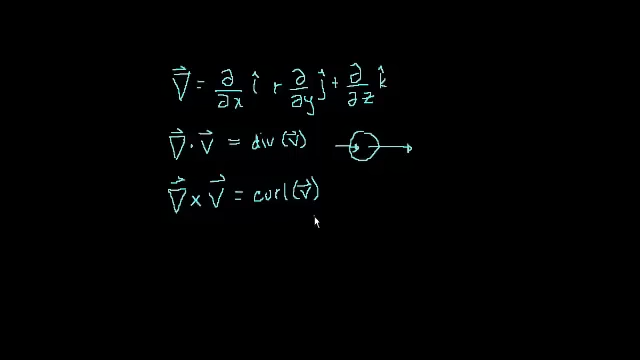 ∇⃗ = ∂/∂x î + ∂/∂y ĵ + ∂/∂z k̂
∇⃗ · v⃗ = div(v⃗)
∇⃗ x v⃗ = curl(v⃗)